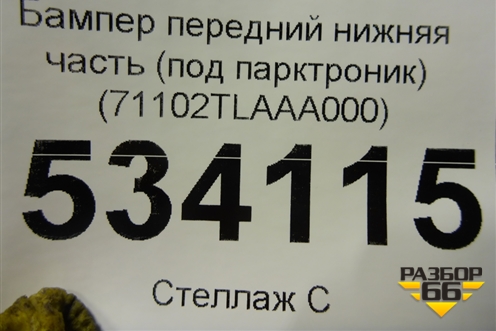 Бампер передний нижняя
часть (под парктроник)
(71102TLAAA000)
534115
Стеллаж С
РАЗБОР
66